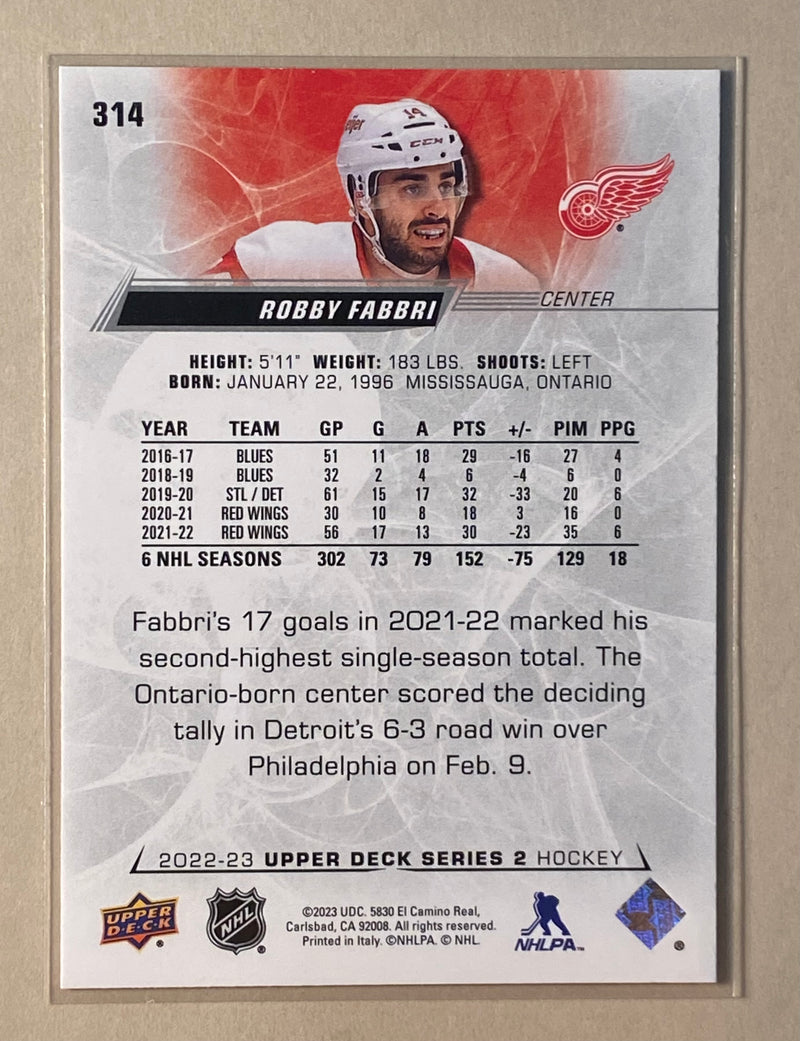 314
14
CCM
ROBBY FABBRI
CENTER
HEIGHT: 5'11" WEIGHT: 183 LBS. SHOOTS: LEFT
BORN: JANUARY 22, 1996 MISSISSAUGA, ONTARIO
YEAR TEAM GP G A PTS +/- PIM PPG
2016-17 BLUES 51 11 18 29 -16 27 4
2018-19 BLUES 32 2 4 6 -4 6 0
2019-20 STL / DET 61 15 17 32 -33 20 6
2020-21 RED WINGS 30 10 8 18 3 16 0
2021-22 RED WINGS 56 17 13 30 -23 35 6
6 NHL SEASONS 302 73 79 152 -75 129 18
Fabbri's 17 goals in 2021-22 marked his
second-highest single-season total. The
Ontario-born center scored the deciding
tally in Detroit's 6-3 road win over
Philadelphia on Feb. 9.
2022-23 UPPER DECK SERIES 2 HOCKEY
UPPER
D·E·C·K
NHL
©2023 UDC. 5830 El Camino Real,
Carlsbad, CA 92008. All rights reserved.
Printed in Italy. ©NHLPA. © NHL.
NHLPA™